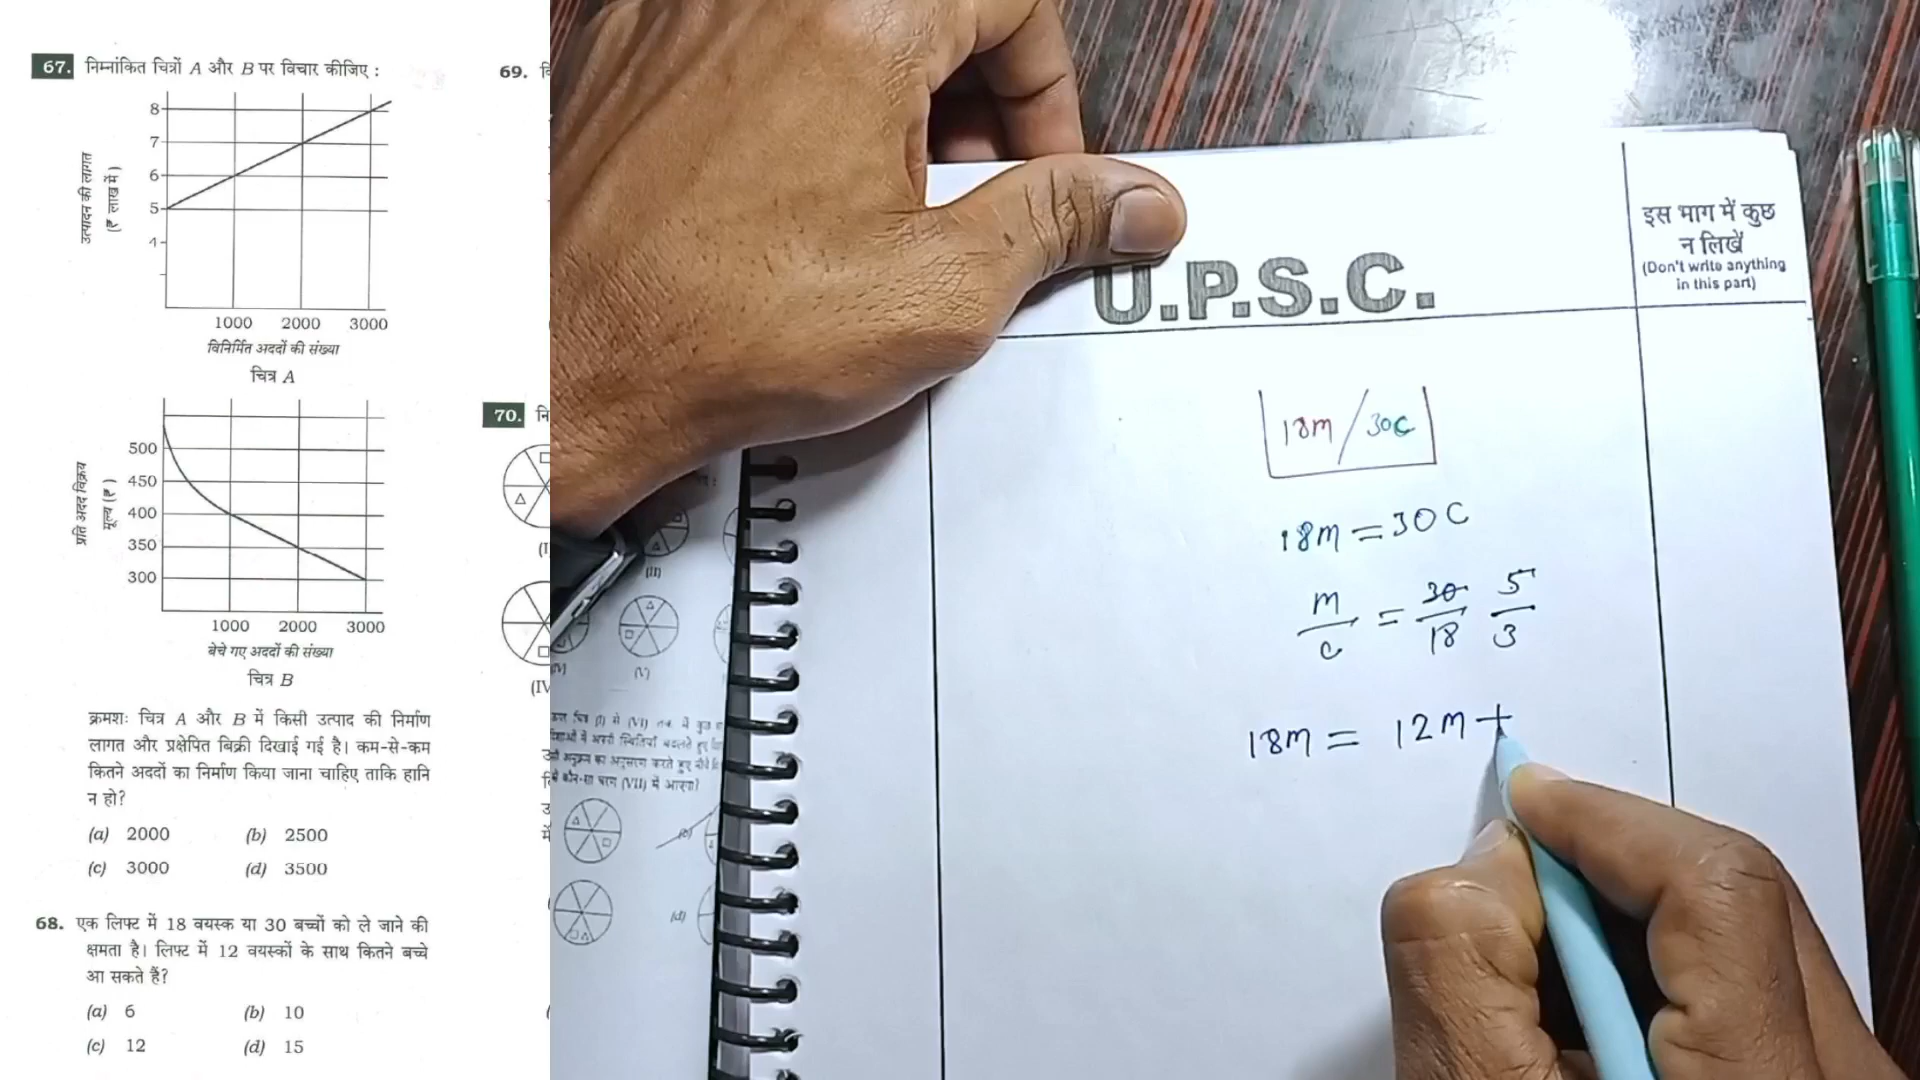 67. निम्नांकित चित्रों A और B पर विचार कीजिए :
उत्पादन की लागत
(₹ लाख में)
8
7
6
5
4
1000 2000 3000
विनिर्मित अददों की संख्या
चित्र A
प्रति अदद विक्रय
मूल्य (₹)
500
450
400
350
300
1000 2000 3000
बेचे गए अददों की संख्या
चित्र B
क्रमशः चित्र A और B में किसी उत्पाद की निर्माण
लागत और प्रक्षेपित बिक्री दिखाई गई है। कम-से-कम
कितने अददों का निर्माण किया जाना चाहिए ताकि हानि
न हो?
(a) 2000 (b) 2500
(c) 3000 (d) 3500
68. एक लिफ्ट में 18 वयस्क या 30 बच्चों को ले जाने की
क्षमता है। लिफ्ट में 12 वयस्कों के साथ कितने बच्चे
आ सकते हैं?
(a) 6 (b) 10
(c) 12 (d) 15
69.
70.
(II)
(V)
(d)
U.P.S.C.
इस भाग में कुछ
न लिखें
(Don't write anything
in this part)
18m / 30c
18m = 30C
m/c = 30/18 5/3
18m = 12m +